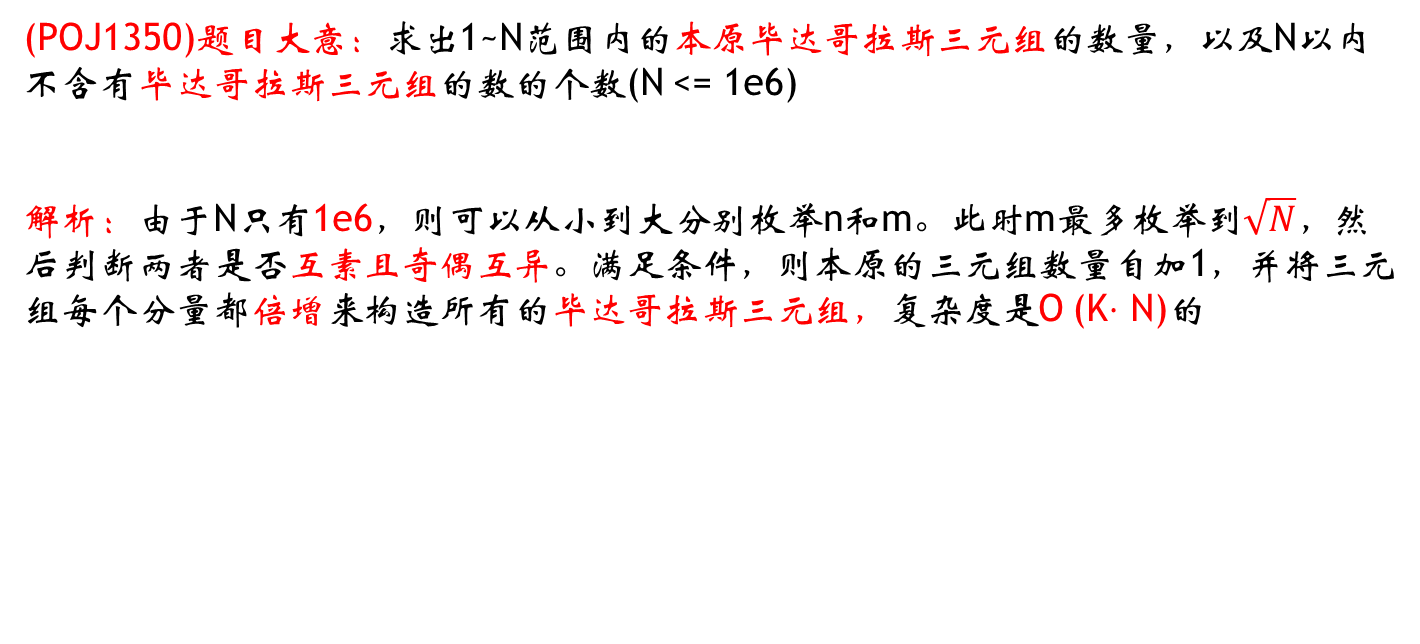 (POJ1350)题目大意：求出1~N范围内的本原毕达哥拉斯三元组的数量，以及N以内
不含有毕达哥拉斯三元组的数的个数(N <= 1e6)
解析：由于N只有1e6，则可以从小到大分别枚举n和m。此时m最多枚举到√N，然
后判断两者是否互素且奇偶互异。满足条件，则本原的三元组数量自加1，并将三元
组每个分量都倍增来构造所有的毕达哥拉斯三元组，复杂度是O (K· N)的